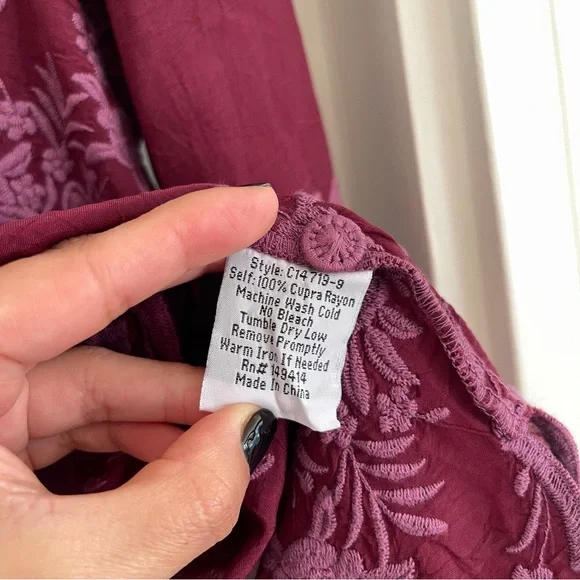 Style: C14719-9
Self:100% Cupra Rayon
Machine Wash Cold
No Bleach
Tumble Dry Low
Remove Promptly
Warm Iron If Needed
Rn# 149414
Made In China